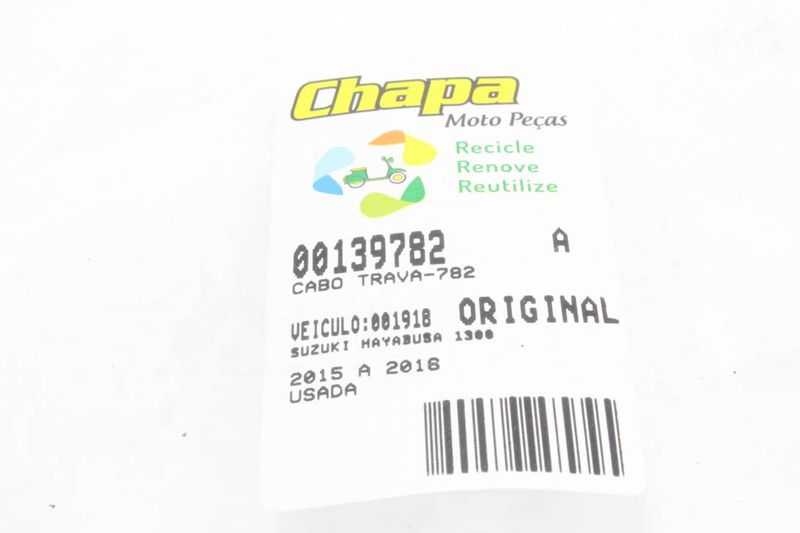 Chapa
Moto Peças
Recicle
Renove
Reutilize
00139782 A
CABO TRAVA-782
VEICULO:001918 ORIGINAL
SUZUKI HAYABUSA 1300
2015 A 2016
USADA